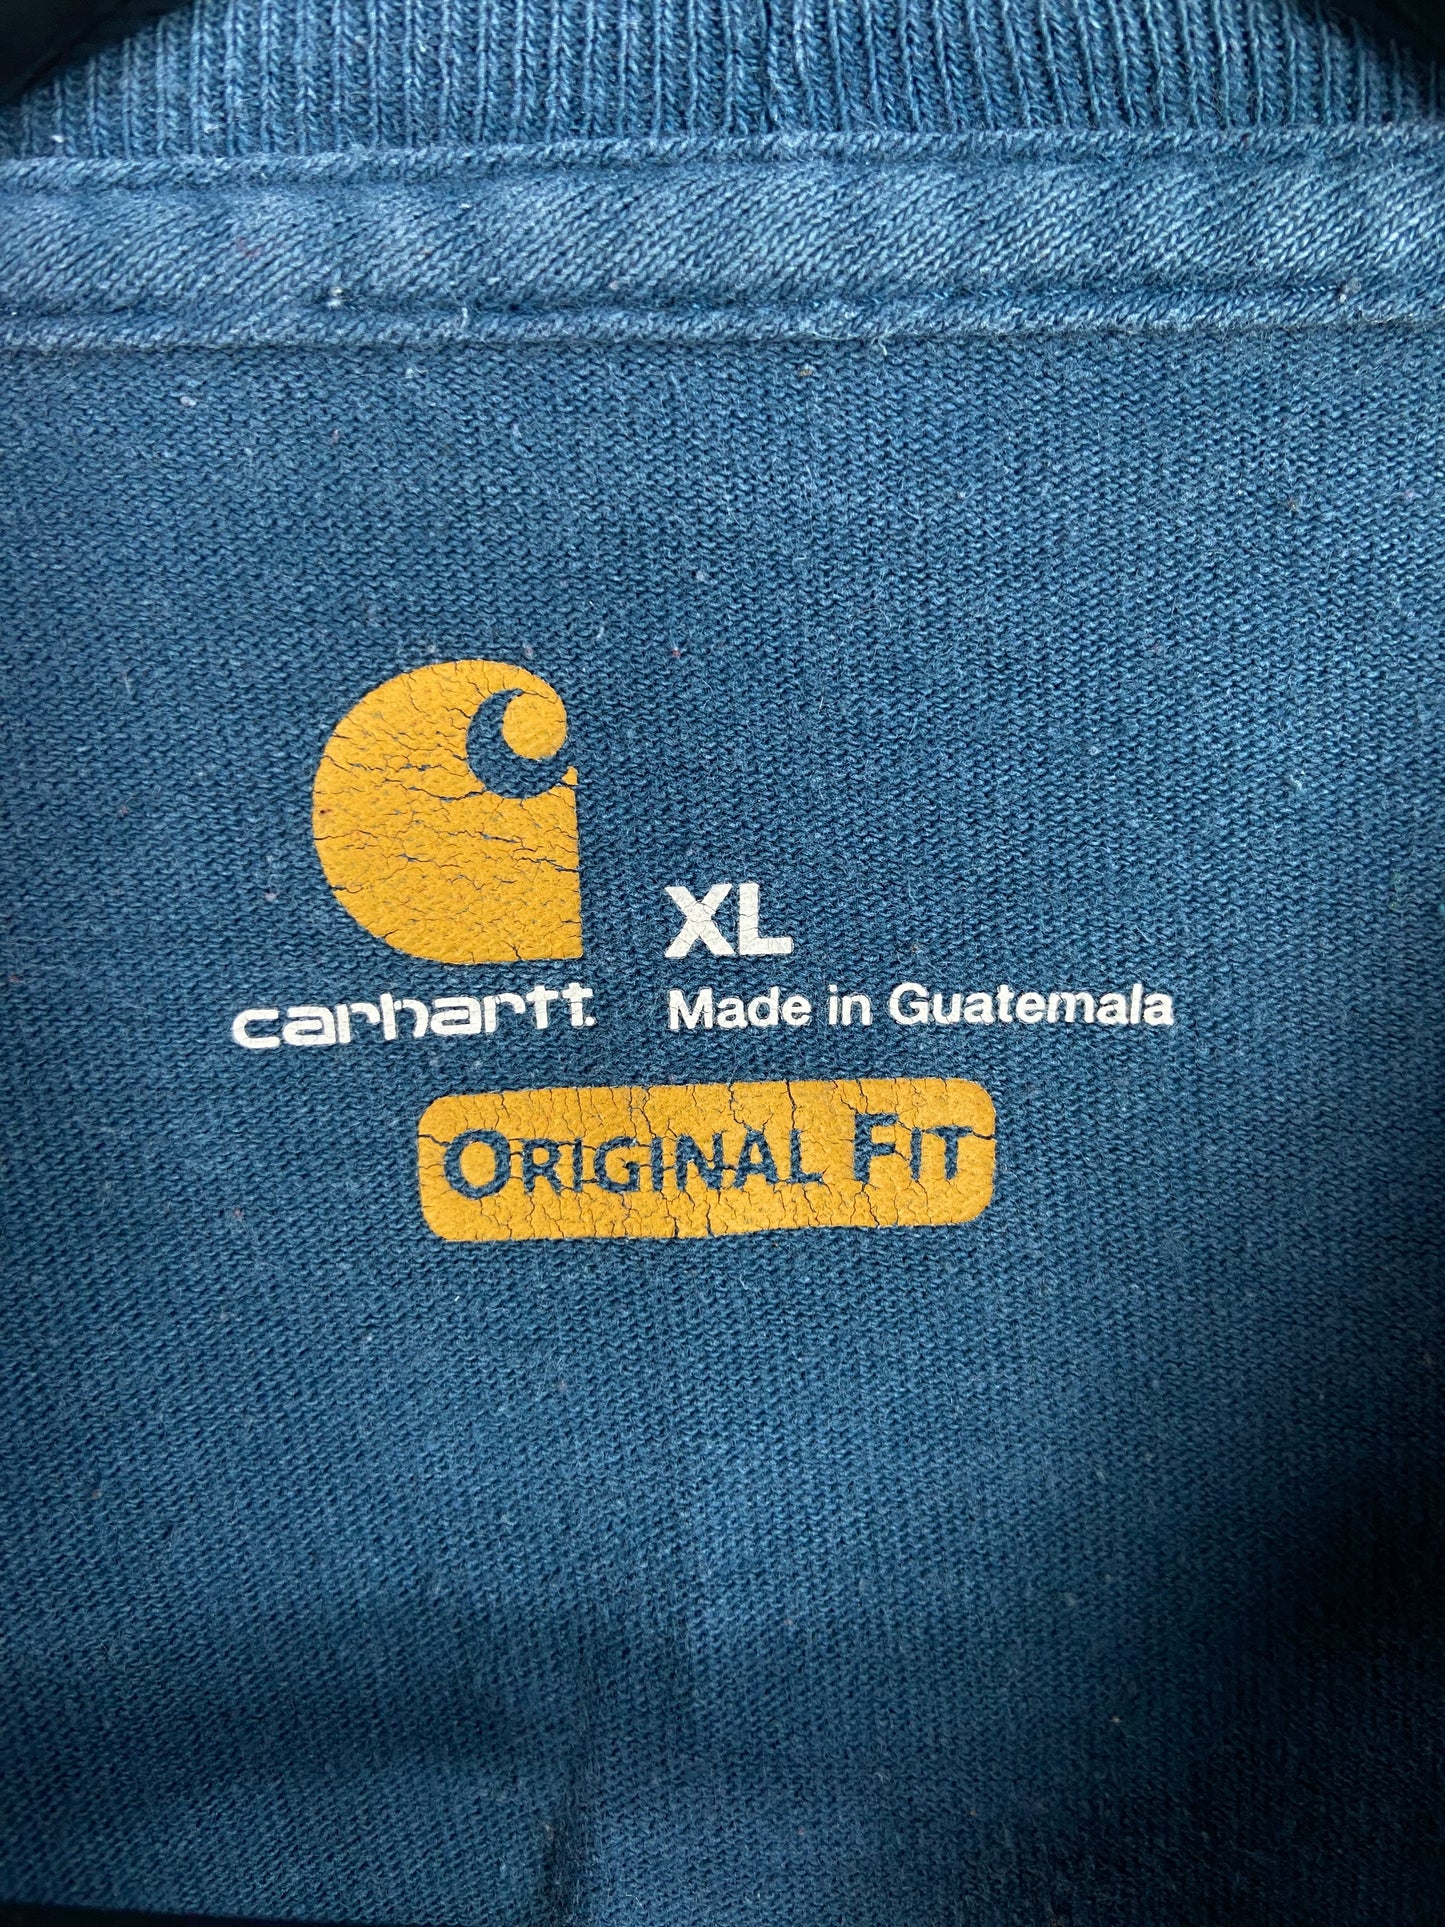 XL
carhartt.
Made in Guatemala
ORIGINAL FIT